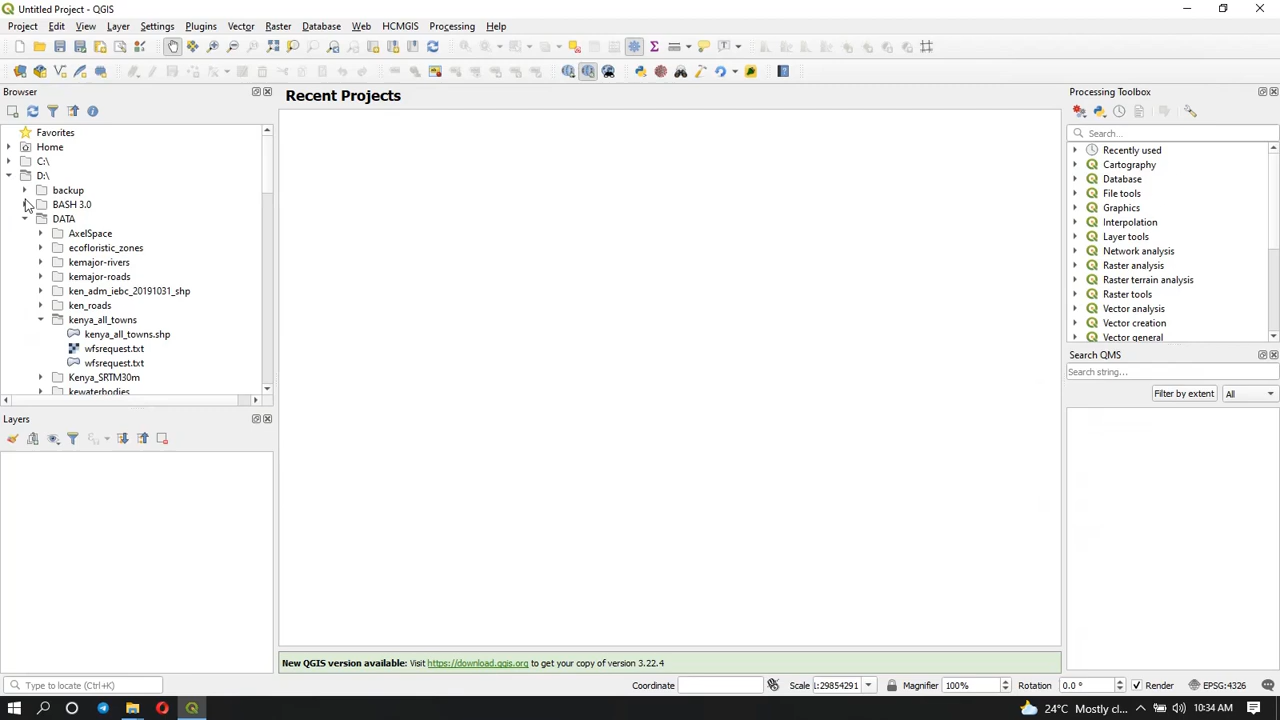 Untitled Project - QGIS
Project Edit View Layer Settings Plugins Vector Raster Database Web HCMGIS Processing Help
Browser
Favorites
Home
C:\
D:\
backup
BASH 3.0
DATA
AxelSpace
ecofloristic_zones
kemajor-rivers
kemajor-roads
ken_adm_iebc_20191031_shp
ken_roads
kenya_all_towns
kenya_all_towns.shp
wfsrequest.txt
wfsrequest.txt
Kenya_SRTM30m
kewaterbodies
Layers
Recent Projects
New QGIS version available: Visit https://download.qgis.org to get your copy of version 3.22.4
Processing Toolbox
Search...
Recently used
Cartography
Database
File tools
Graphics
Interpolation
Layer tools
Network analysis
Raster analysis
Raster terrain analysis
Raster tools
Vector analysis
Vector creation
Vector general
Search QMS
Search string...
Filter by extent All
Type to locate (Ctrl+K)
Coordinate Scale 1:29854291 Magnifier 100% Rotation 0.0 ° Render EPSG:4326
24°C Mostly cl... 10:34 AM